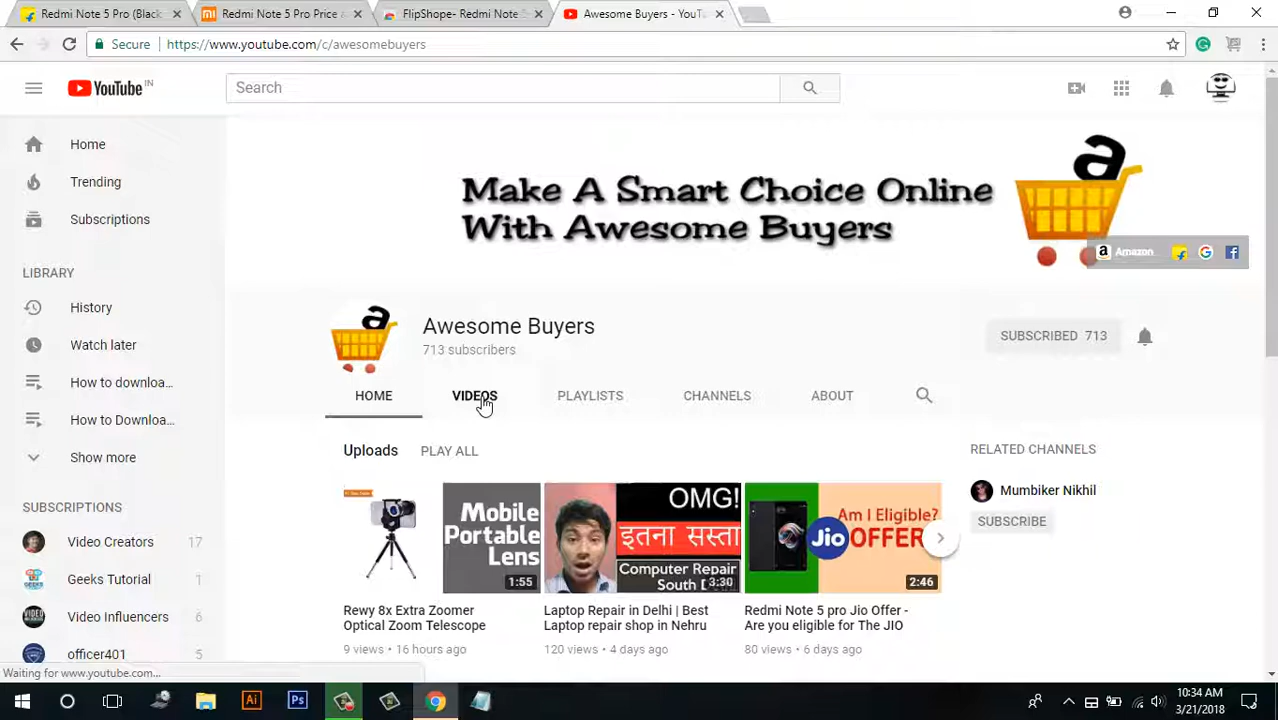 Redmi Note 5 Pro (Black
Redmi Note 5 Pro Price a
FlipShape- Redmi Note 5
Awesome Buyers - YouTu
Secure
https://www.youtube.com/c/awesomebuyers
YouTube IN
Search
Home
Trending
Subscriptions
LIBRARY
History
Watch later
How to downloa...
How to Downloa...
Show more
SUBSCRIPTIONS
Video Creators 17
Geeks Tutorial 1
Video Influencers 6
officer401 5
Make A Smart Choice Online
With Awesome Buyers
a
a Amazon
G
f
a
Awesome Buyers
713 subscribers
SUBSCRIBED 713
HOME
VIDEOS
PLAYLISTS
CHANNELS
ABOUT
Uploads
PLAY ALL
Mobile
Portable
Lens
1:55
Rewy 8x Extra Zoomer
Optical Zoom Telescope
9 views • 16 hours ago
OMG!
इतना सस्ता
Computer Repair
South D
3:30
Laptop Repair in Delhi | Best
Laptop repair shop in Nehru
120 views • 4 days ago
Am I Eligible?
Jio OFFER
2:46
Redmi Note 5 pro Jio Offer -
Are you eligible for The JIO
80 views • 6 days ago
RELATED CHANNELS
Mumbiker Nikhil
SUBSCRIBE
Waiting for www.youtube.com...
Ai
Ps
10:34 AM
3/21/2018